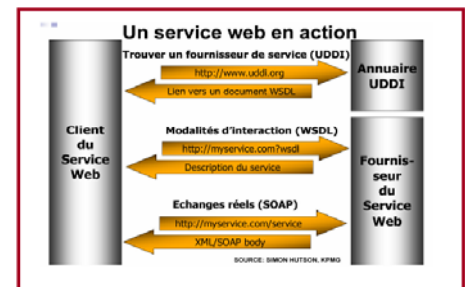 Un service web en action
Trouver un fournisseur de service (UDDI)
http://www.uddi.org
Lien vers un document WSDL
Annuaire
UDDI
Client
du
Service
Web
Modalités d'interaction (WSDL)
http://myservice.com?wsdl
Description du service
Fournis-
seur
du
Service
Web
Echanges réels (SOAP)
http://myservice.com/service
XML/SOAP body
SOURCE: SIMON HUTSON, KPMG